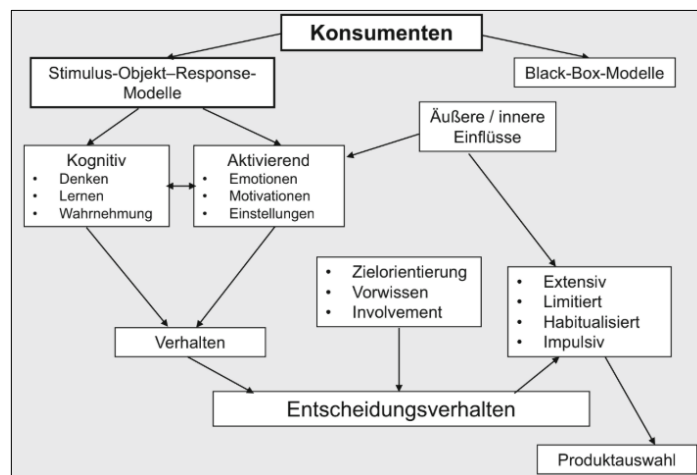 Konsumenten
Stimulus-Objekt–Response-
Modelle
Black-Box-Modelle
Äußere / innere
Einflüsse
Kognitiv
• Denken
• Lernen
• Wahrnehmung
Aktivierend
• Emotionen
• Motivationen
• Einstellungen
• Zielorientierung
• Vorwissen
• Involvement
• Extensiv
• Limitiert
• Habitualisiert
• Impulsiv
Verhalten
Entscheidungsverhalten
Produktauswahl